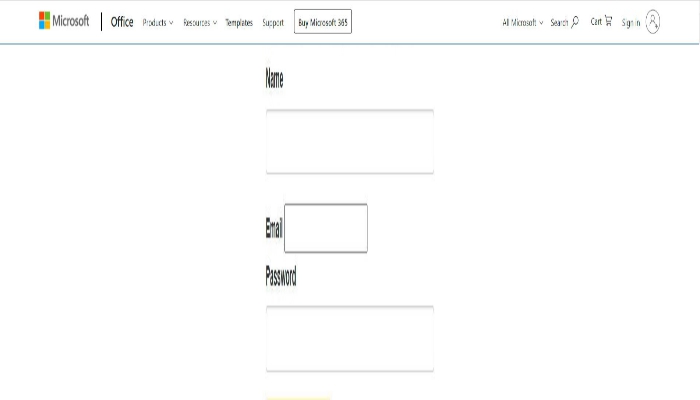 Microsoft Office Products Resources Templates Support Buy Microsoft 365 All Microsoft Search Cart Sign in
Name
Email
Password